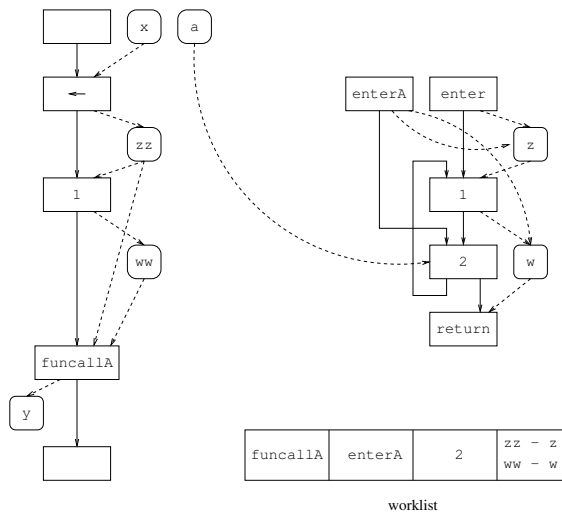 x
a
←
zz
1
ww
funcallA
y
enterA
enter
z
1
2
w
return
funcallA
enterA
2
zz - z
ww - w
worklist